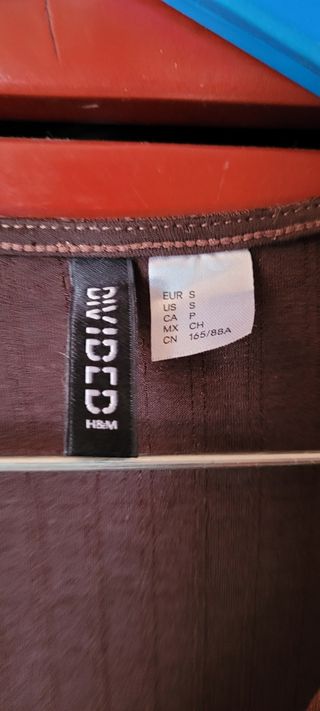 DIVIDED
H&M
EUR S
US S
CA P
MX CH
CN 165/88A